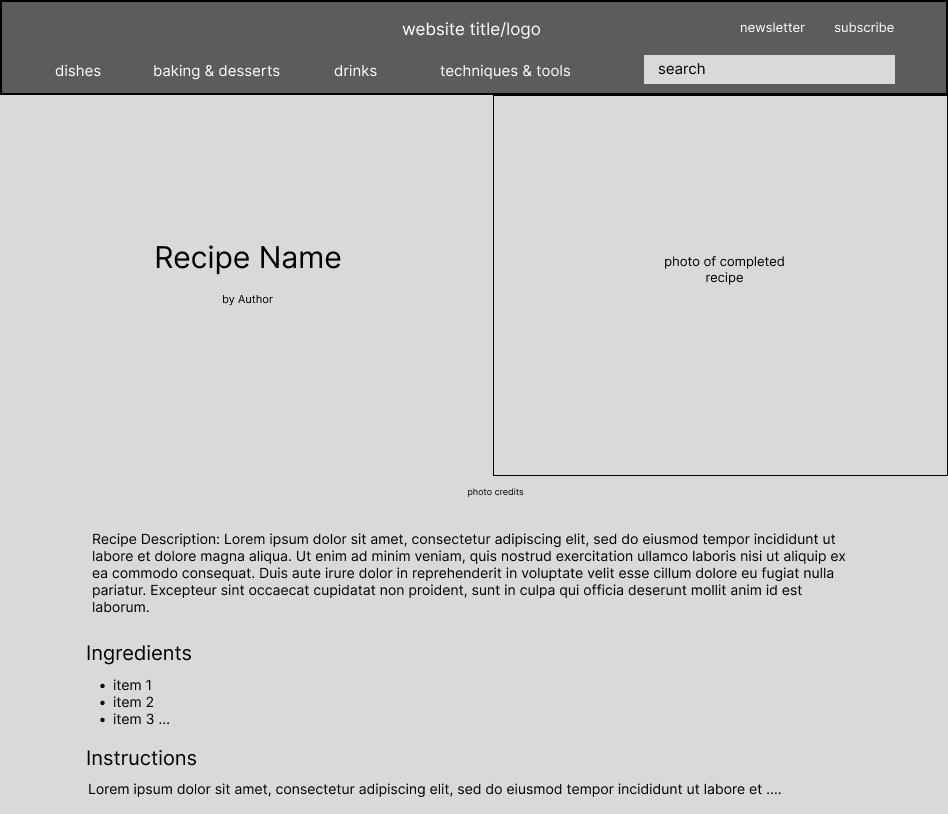 website title/logo
newsletter
subscribe
dishes
baking & desserts
drinks
techniques & tools
search
Recipe Name
by Author
photo of completed
recipe
photo credits
Recipe Description: Lorem ipsum dolor sit amet, consectetur adipiscing elit, sed do eiusmod tempor incididunt ut
labore et dolore magna aliqua. Ut enim ad minim veniam, quis nostrud exercitation ullamco laboris nisi ut aliquip ex
ea commodo consequat. Duis aute irure dolor in reprehenderit in voluptate velit esse cillum dolore eu fugiat nulla
pariatur. Excepteur sint occaecat cupidatat non proident, sunt in culpa qui officia deserunt mollit anim id est
laborum.
Ingredients
• item 1
• item 2
• item 3 ...
Instructions
Lorem ipsum dolor sit amet, consectetur adipiscing elit, sed do eiusmod tempor incididunt ut labore et ....